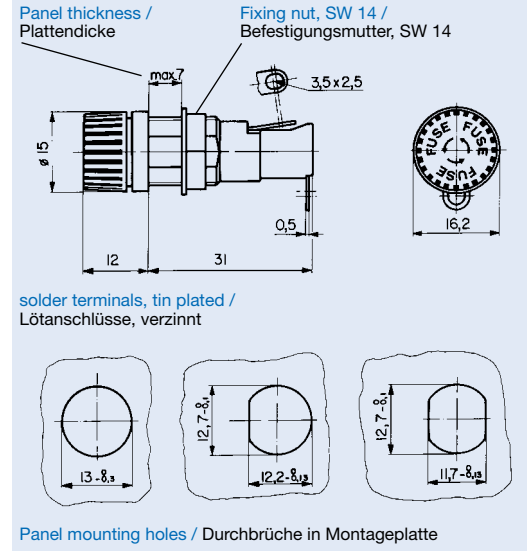 Panel thickness /
Plattendicke
Fixing nut, SW 14 /
Befestigungsmutter, SW 14
max 7
3,5 x 2,5
ø 15
FUSE FUSE FUSE
0,5
16,2
12
31
solder terminals, tin plated /
Lötanschlüsse, verzinnt
12,7-0,1
12,7-0,1
13-0,3
12,2-0,15
11,7-0,15
Panel mounting holes / Durchbrüche in Montageplatte